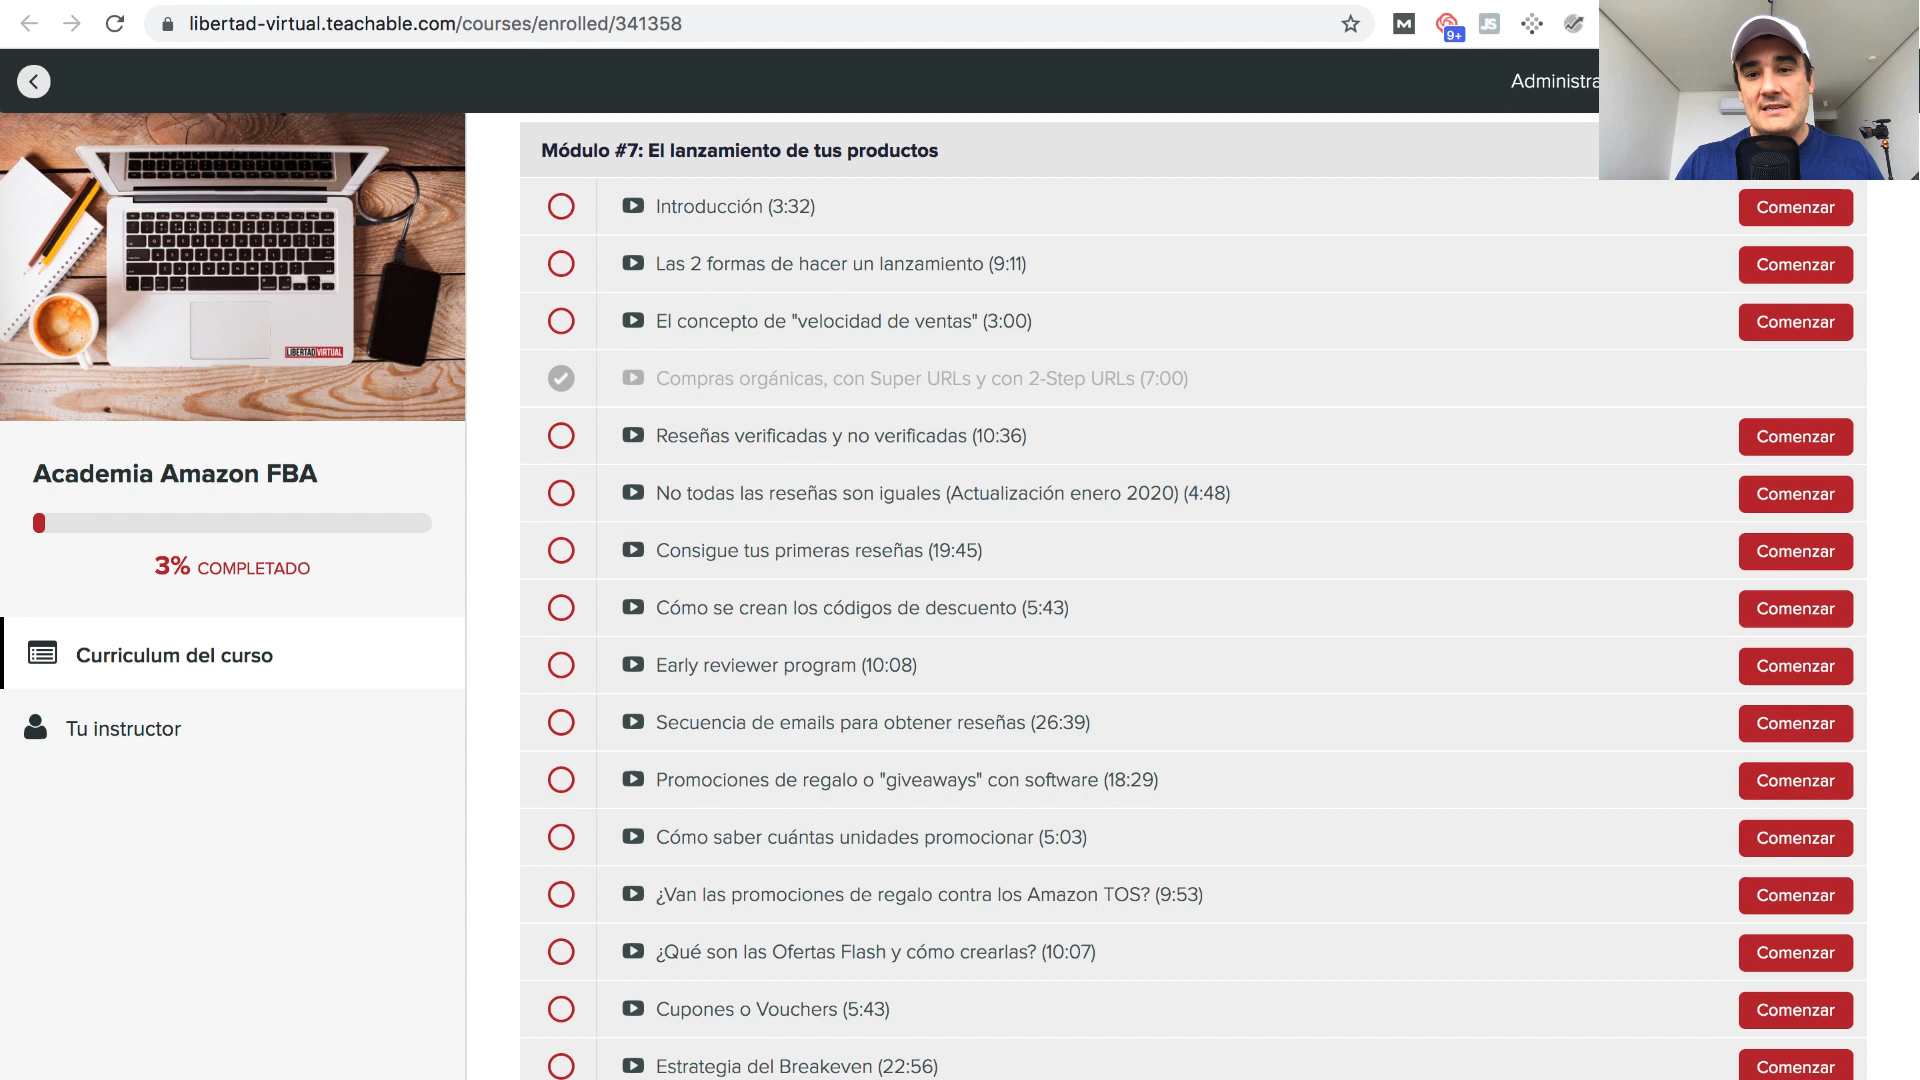 libertad-virtual.teachable.com/courses/enrolled/341358
M
9+
JS
Administra
LIBERTAD VIRTUAL
Academia Amazon FBA
3% COMPLETADO
Curriculum del curso
Tu instructor
Módulo #7: El lanzamiento de tus productos
Introducción (3:32)
Comenzar
Las 2 formas de hacer un lanzamiento (9:11)
Comenzar
El concepto de "velocidad de ventas" (3:00)
Comenzar
Compras orgánicas, con Super URLs y con 2-Step URLs (7:00)
Reseñas verificadas y no verificadas (10:36)
Comenzar
No todas las reseñas son iguales (Actualización enero 2020) (4:48)
Comenzar
Consigue tus primeras reseñas (19:45)
Comenzar
Cómo se crean los códigos de descuento (5:43)
Comenzar
Early reviewer program (10:08)
Comenzar
Secuencia de emails para obtener reseñas (26:39)
Comenzar
Promociones de regalo o "giveaways" con software (18:29)
Comenzar
Cómo saber cuántas unidades promocionar (5:03)
Comenzar
¿Van las promociones de regalo contra los Amazon TOS? (9:53)
Comenzar
¿Qué son las Ofertas Flash y cómo crearlas? (10:07)
Comenzar
Cupones o Vouchers (5:43)
Comenzar
Estrategia del Breakeven (22:56)
Comenzar